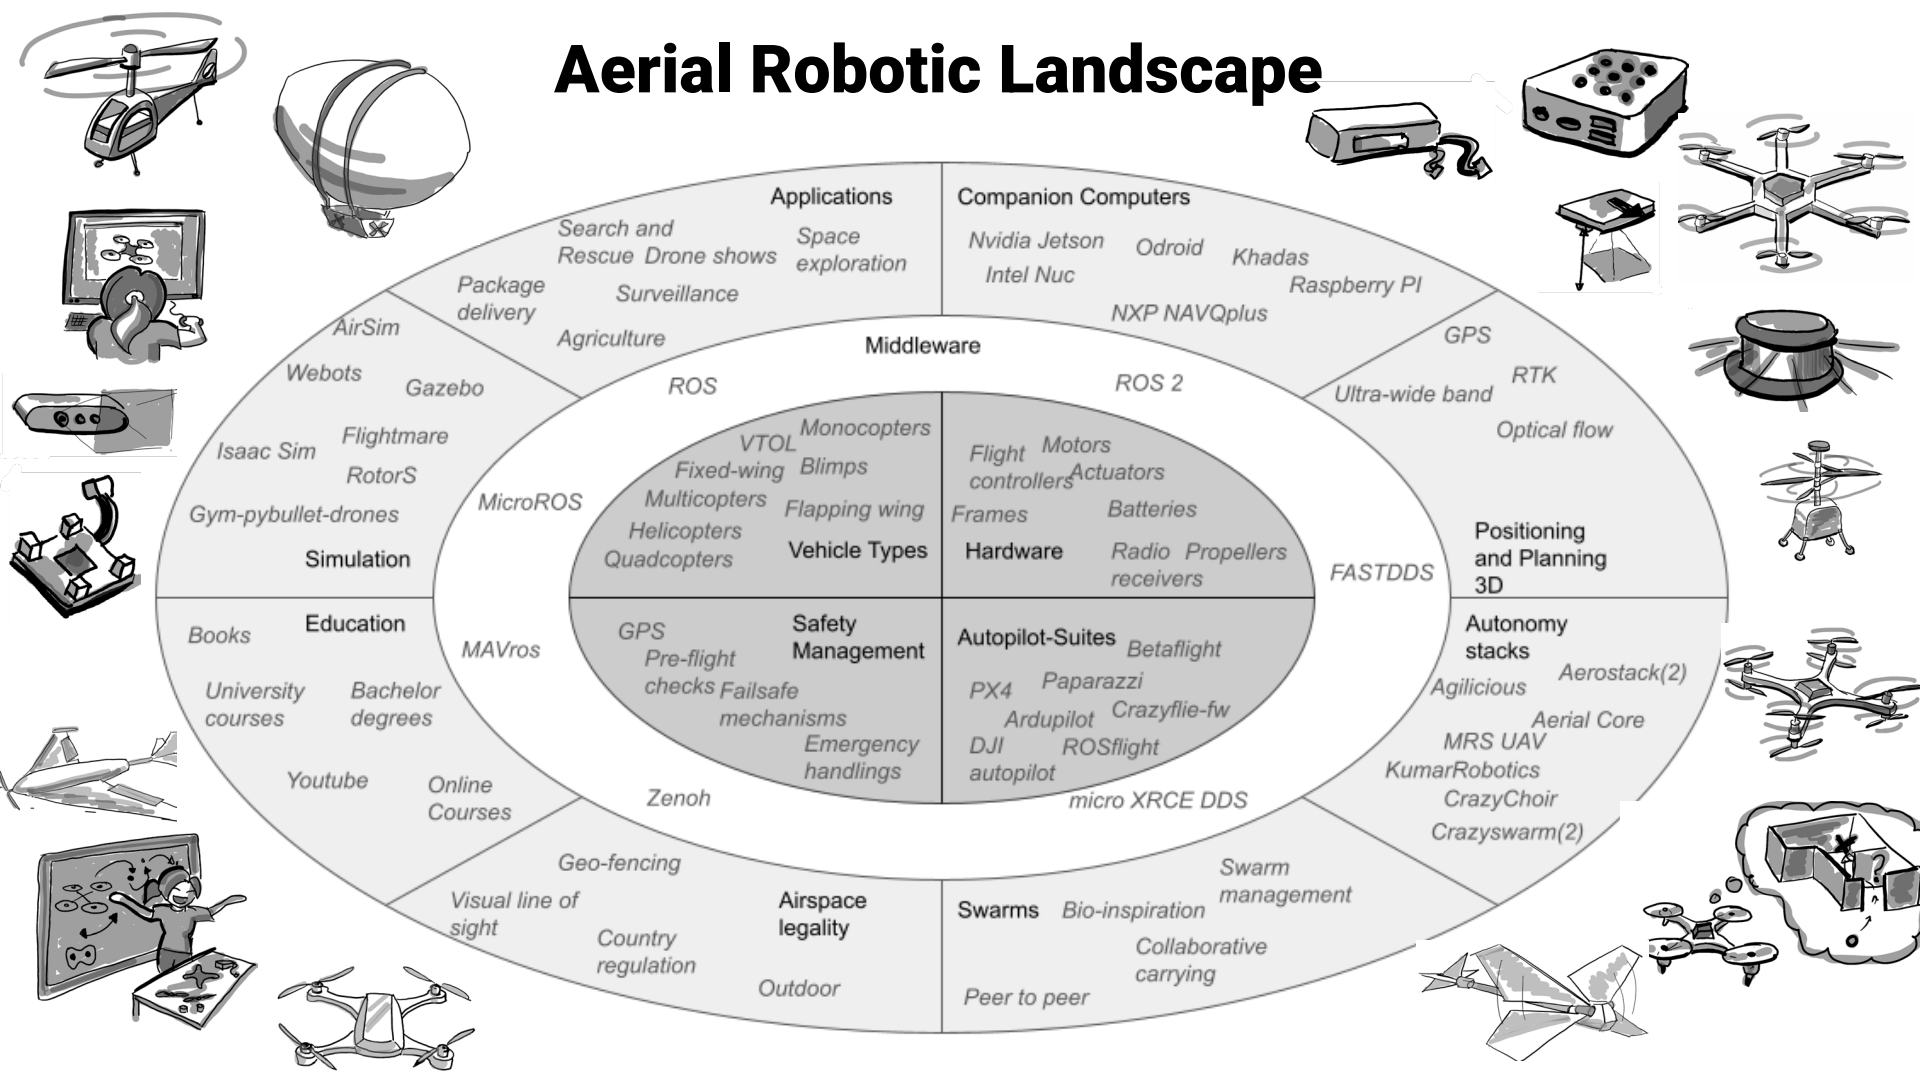 Aerial Robotic Landscape
Applications
Search and
Rescue
Drone shows
Space
exploration
Package
delivery
Surveillance
Agriculture
Companion Computers
Nvidia Jetson
Odroid
Khadas
Intel Nuc
Raspberry PI
NXP NAVQplus
AirSim
Webots
Gazebo
Isaac Sim
Flightmare
RotorS
Gym-pybullet-drones
Simulation
Middleware
ROS
ROS 2
MicroROS
FASTDDS
MAVros
Zenoh
micro XRCE DDS
GPS
RTK
Ultra-wide band
Optical flow
Positioning
and Planning
3D
Monocopters
VTOL
Fixed-wing
Blimps
Multicopters
Flapping wing
Helicopters
Quadcopters
Vehicle Types
Flight
controllers
Motors
Actuators
Frames
Batteries
Hardware
Radio
receivers
Propellers
GPS
Safety
Management
Pre-flight
checks
Failsafe
mechanisms
Emergency
handlings
Autopilot-Suites
Betaflight
PX4
Paparazzi
Ardupilot
Crazyflie-fw
DJI
autopilot
ROSflight
Education
Books
University
courses
Bachelor
degrees
Youtube
Online
Courses
Autonomy
stacks
Aerostack(2)
Agilicious
Aerial Core
MRS UAV
KumarRobotics
CrazyChoir
Crazyswarm(2)
Geo-fencing
Visual line of
sight
Airspace
legality
Country
regulation
Outdoor
Swarm
management
Swarms
Bio-inspiration
Collaborative
carrying
Peer to peer
?